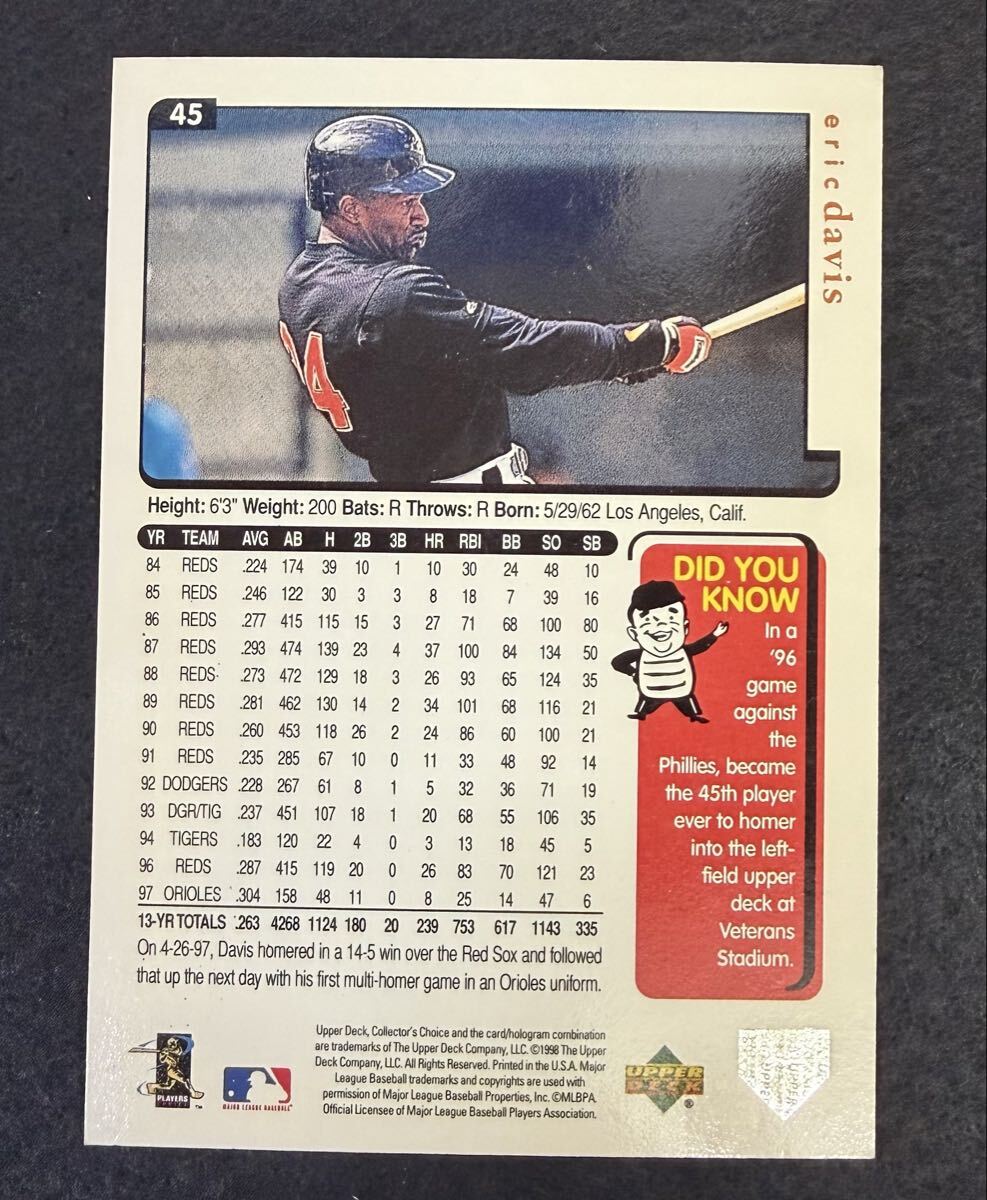 45
eric davis
24
Height: 6'3" Weight: 200 Bats: R Throws: R Born: 5/29/62 Los Angeles, Calif.
YR TEAM AVG AB H 2B 3B HR RBI BB SO SB
84 REDS .224 174 39 10 1 10 30 24 48 10
85 REDS .246 122 30 3 3 8 18 7 39 16
86 REDS .277 415 115 15 3 27 71 68 100 80
87 REDS .293 474 139 23 4 37 100 84 134 50
88 REDS .273 472 129 18 3 26 93 65 124 35
89 REDS .281 462 130 14 2 34 101 68 116 21
90 REDS .260 453 118 26 2 24 86 60 100 21
91 REDS .235 285 67 10 0 11 33 48 92 14
92 DODGERS .228 267 61 8 1 5 32 36 71 19
93 DGR/TIG .237 451 107 18 1 20 68 55 106 35
94 TIGERS .183 120 22 4 0 3 13 18 45 5
96 REDS .287 415 119 20 0 26 83 70 121 23
97 ORIOLES .304 158 48 11 0 8 25 14 47 6
13-YR TOTALS .263 4268 1124 180 20 239 753 617 1143 335
On 4-26-97, Davis homered in a 14-5 win over the Red Sox and followed
that up the next day with his first multi-homer game in an Orioles uniform.
DID YOU
KNOW
In a
'96
game
against
the
Phillies, became
the 45th player
ever to homer
into the left-
field upper
deck at
Veterans
Stadium.
PLAYERS
™
MAJOR LEAGUE BASEBALL
Upper Deck, Collector's Choice and the card/hologram combination
are trademarks of The Upper Deck Company, LLC. ©1998 The Upper
Deck Company, LLC. All Rights Reserved. Printed in the U.S.A. Major
League Baseball trademarks and copyrights are used with
permission of Major League Baseball Properties, Inc. ©MLBPA.
Official Licensee of Major League Baseball Players Association.
UPPER
DECK
®